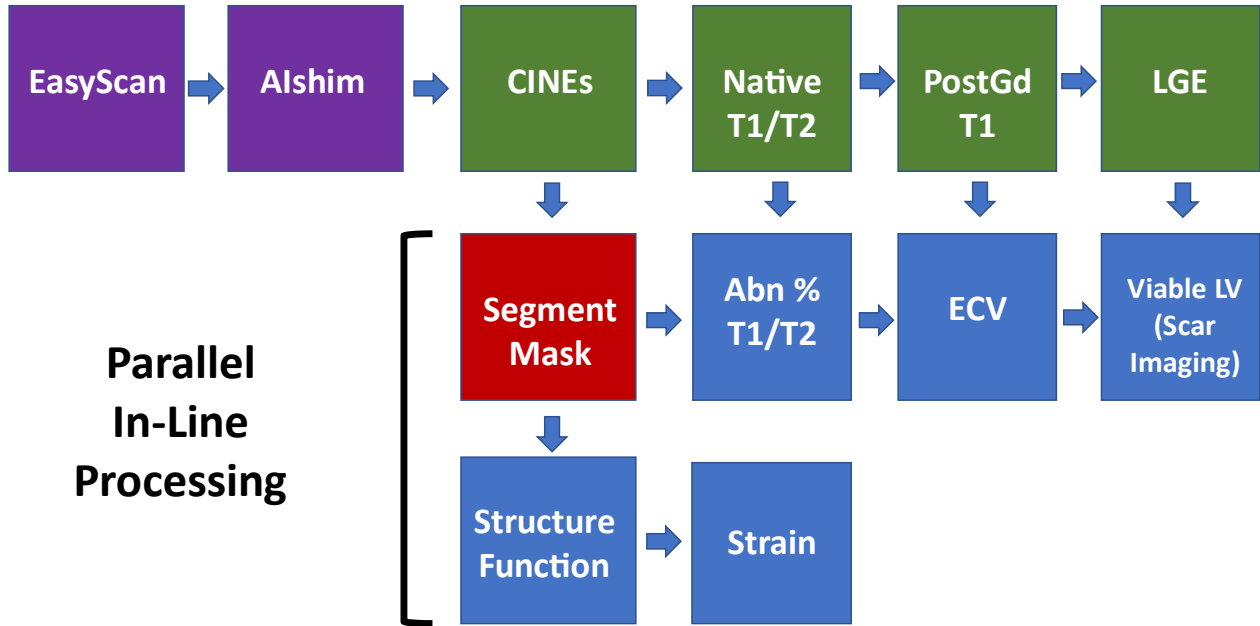 EasyScan
AIshim
CINEs
Native
T1/T2
PostGd
T1
LGE
Parallel
In-Line
Processing
Segment
Mask
Abn %
T1/T2
ECV
Viable LV
(Scar
Imaging)
Structure
Function
Strain